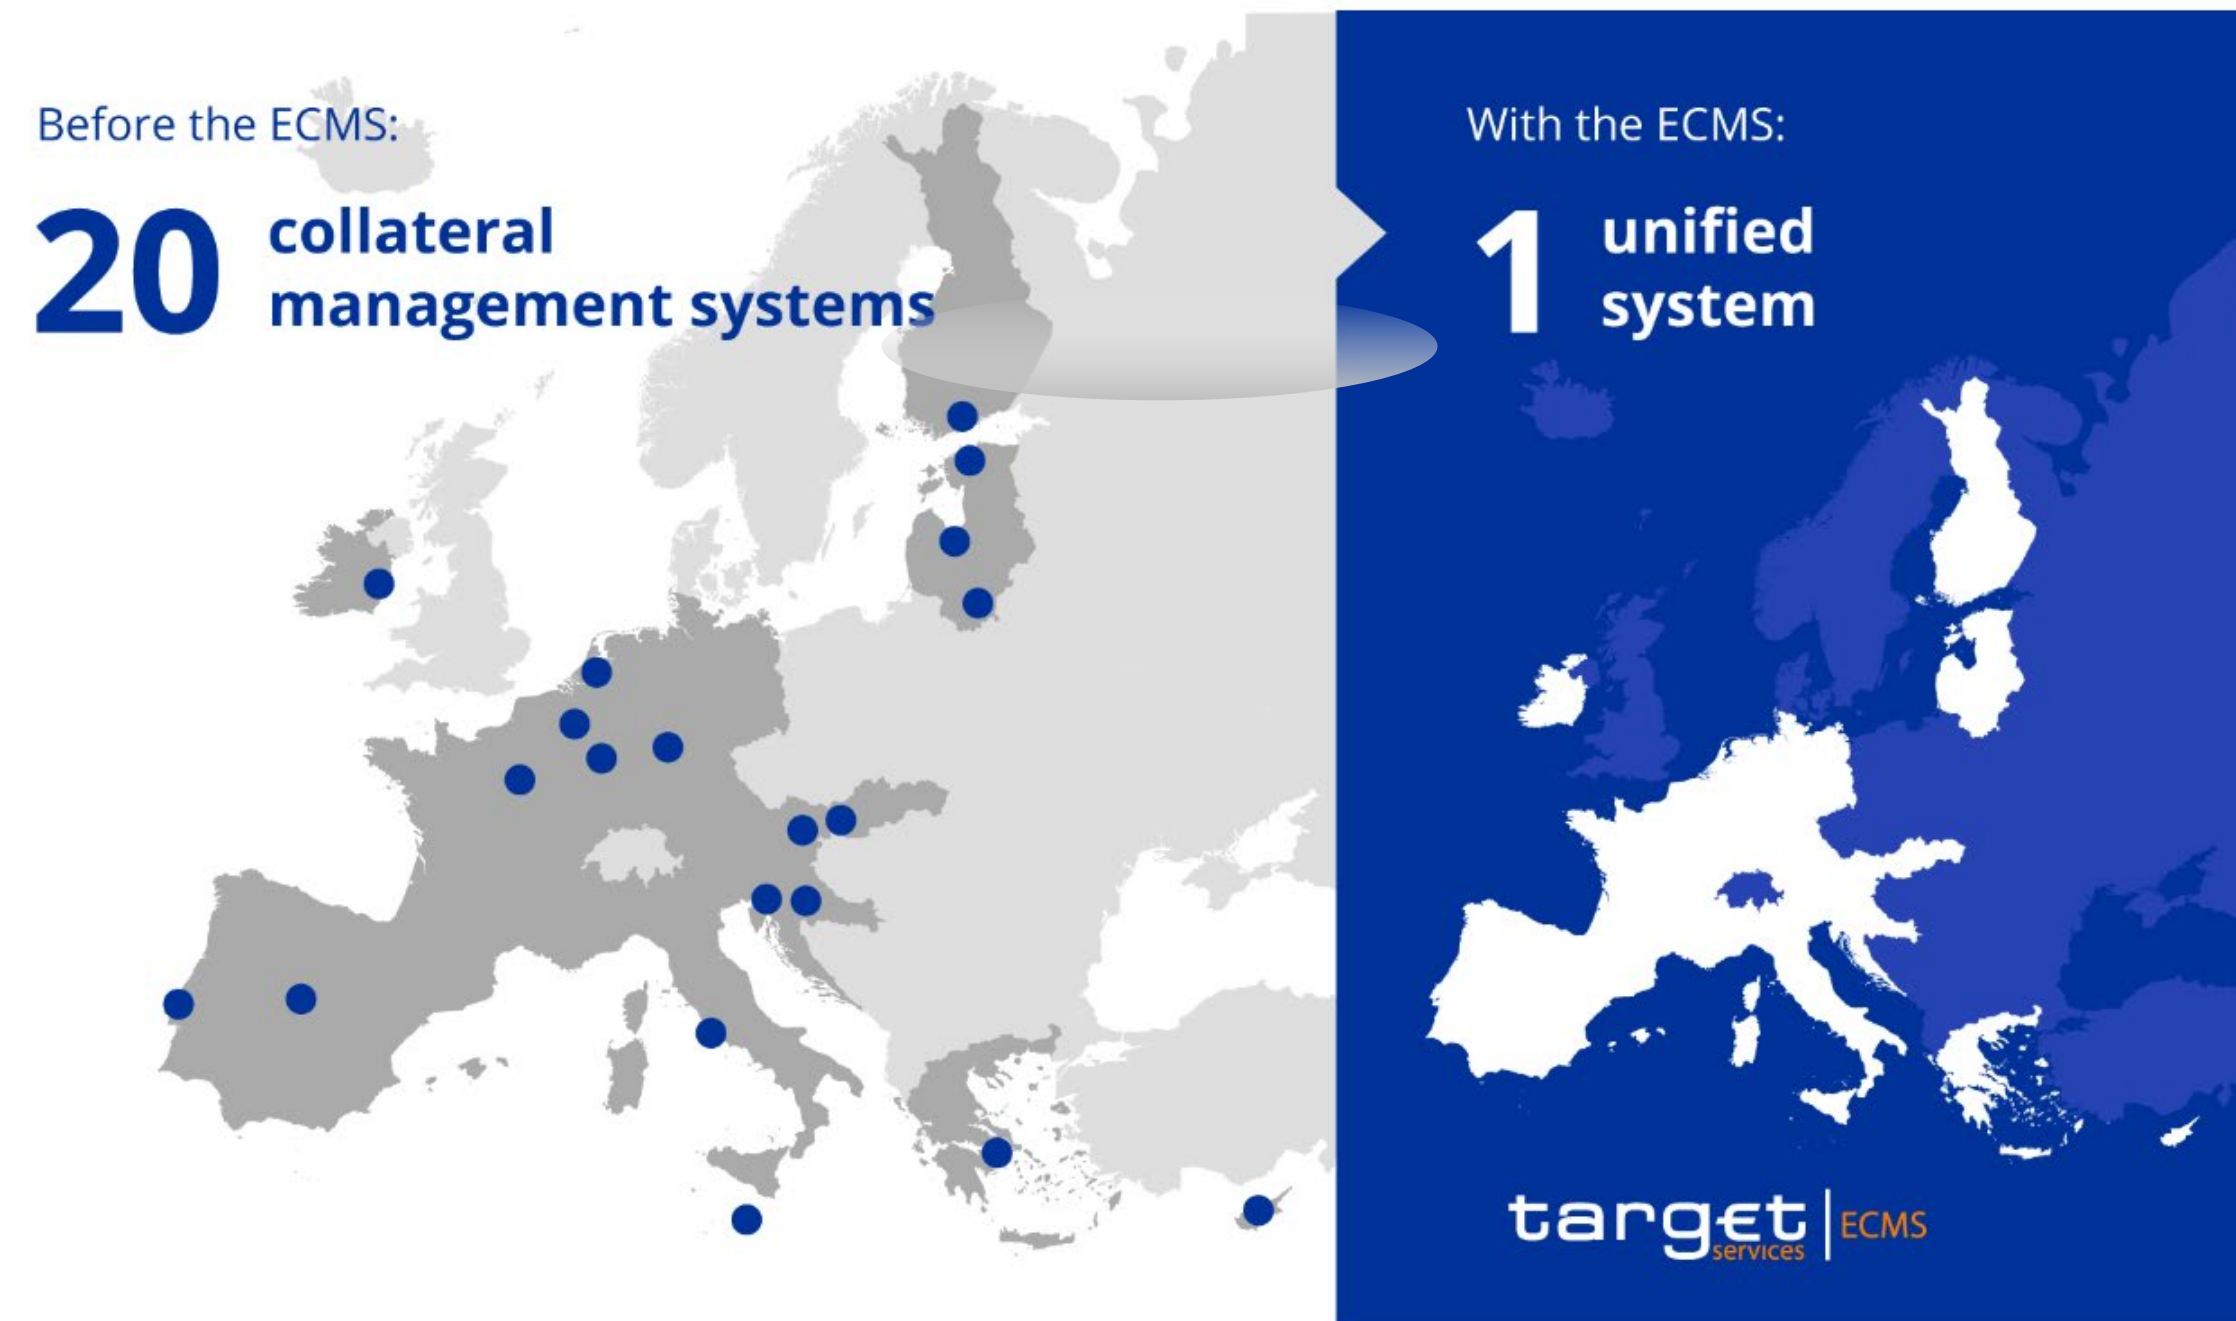 Before the ECMS:
20 collateral
management systems
With the ECMS:
1 unified
system
target
services
ECMS